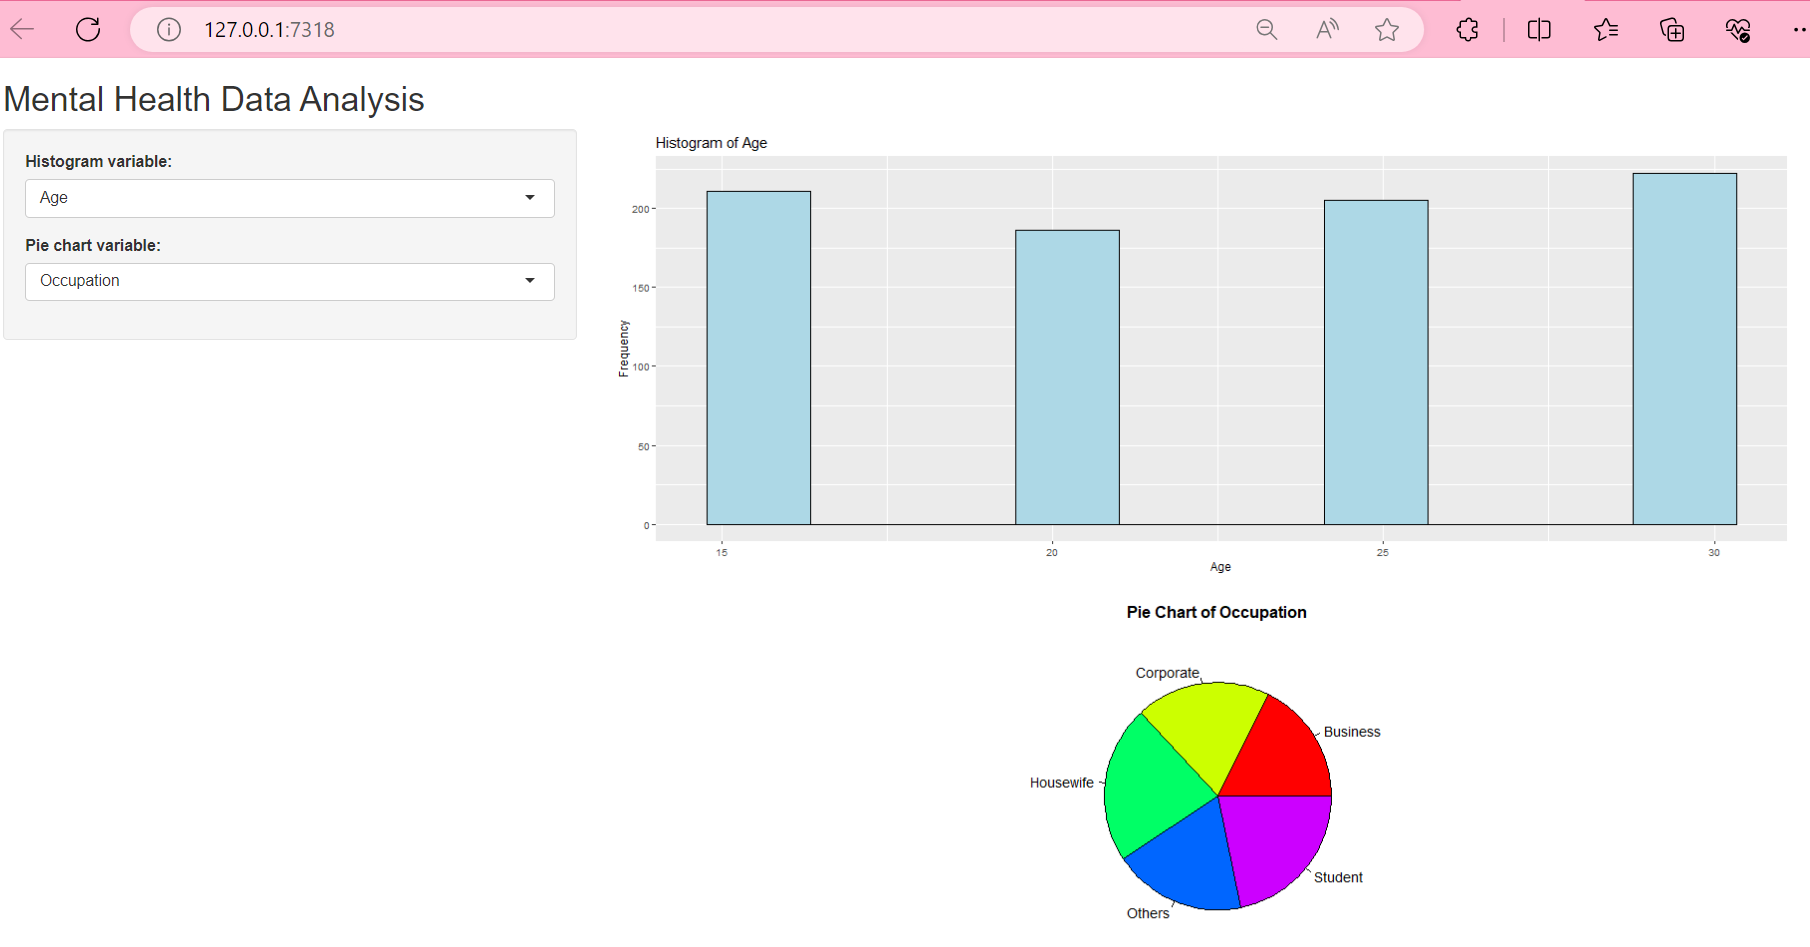 127.0.0.1:7318
Mental Health Data Analysis
Histogram variable:
Age
Pie chart variable:
Occupation
Histogram of Age
200
150
100
50
0
Frequency
15 20 25 30
Age
Pie Chart of Occupation
Corporate
Business
Housewife
Student
Others